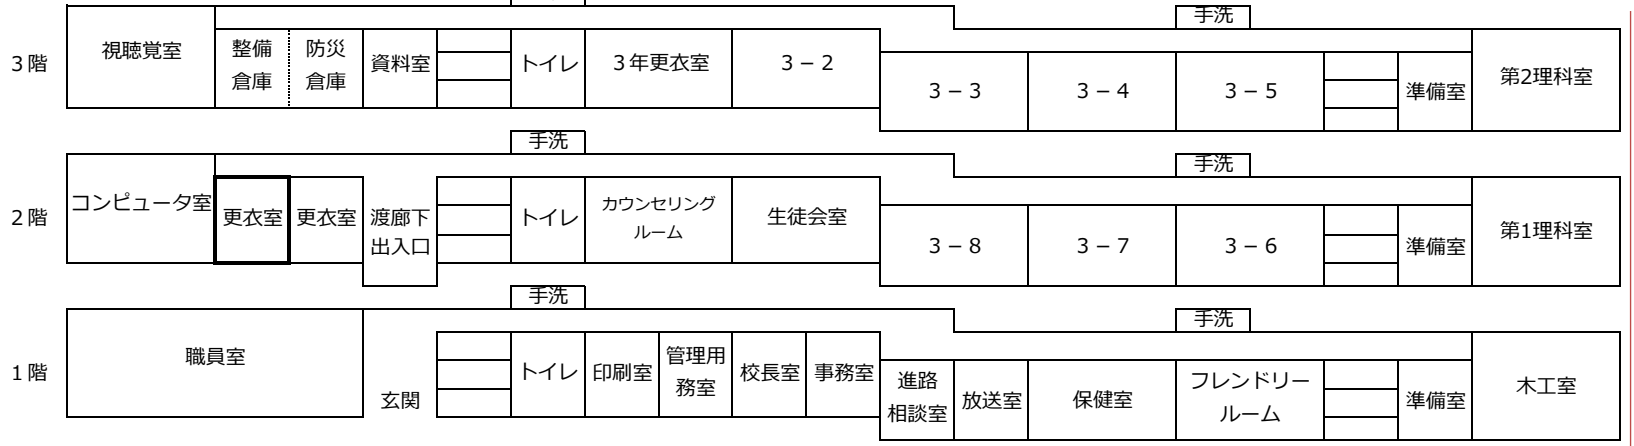 手洗
3階
視聴覚室
整備
倉庫
防災
倉庫
資料室
トイレ
3年更衣室
3－2
3－3
3－4
3－5
準備室
第2理科室
手洗
手洗
2階
コンピュータ室
更衣室
更衣室
渡廊下
出入口
トイレ
カウンセリング
ルーム
生徒会室
3－8
3－7
3－6
準備室
第1理科室
手洗
手洗
1階
職員室
玄関
トイレ
印刷室
管理用
務室
校長室
事務室
進路
相談室
放送室
保健室
フレンドリー
ルーム
準備室
木工室